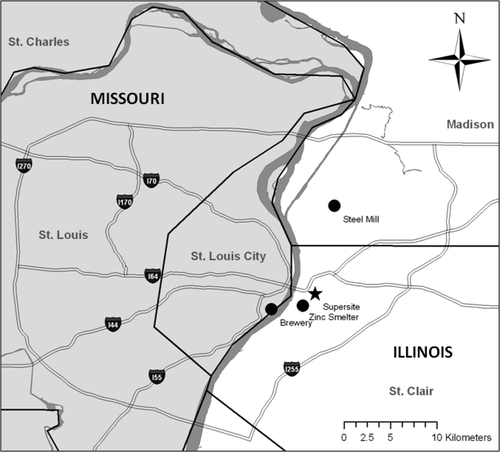 N
St. Charles
MISSOURI
Madison
I270
I70
I170
Steel Mill
St. Louis
St. Louis City
I64
Supersite
Zinc Smelter
Brewery
I44
ILLINOIS
I255
I55
St. Clair
0 2.5 5 10 Kilometers